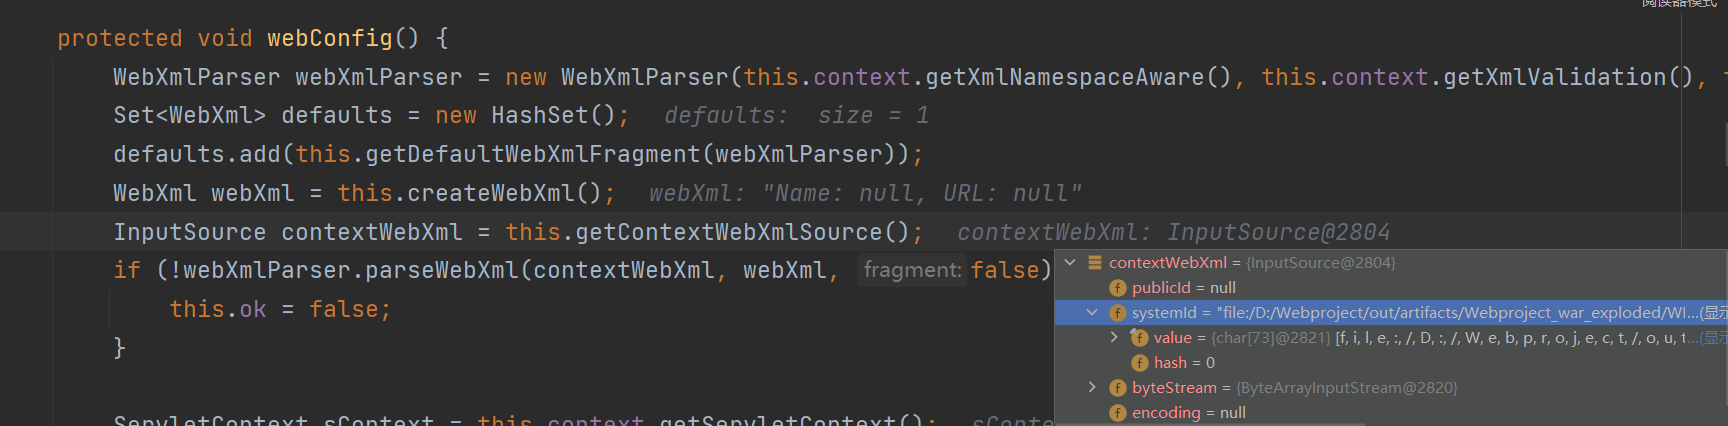 阅读器模式
protected void webConfig() {
WebXmlParser webXmlParser = new WebXmlParser(this.context.getXmlNamespaceAware(), this.context.getXmlValidation(),
Set<WebXml> defaults = new HashSet(); defaults: size = 1
defaults.add(this.getDefaultWebXmlFragment(webXmlParser));
WebXml webXml = this.createWebXml(); webXml: "Name: null, URL: null"
InputSource contextWebXml = this.getContextWebXmlSource(); contextWebXml: InputSource@2804
if (!webXmlParser.parseWebXml(contextWebXml, webXml, fragment: false)
this.ok = false;
}
ServletContext sContext = this.context.getServletContext(); sConte
contextWebXml = {InputSource@2804}
publicId = null
systemId = "file:/D:/Webproject/out/artifacts/Webproject_war_exploded/WI...(显示
value = {char[73]@2821} [f, i, l, e, :, /, D, :, /, W, e, b, p, r, o, j, e, c, t, /, o, u, t...(显示
hash = 0
byteStream = {ByteArrayInputStream@2820}
encoding = null